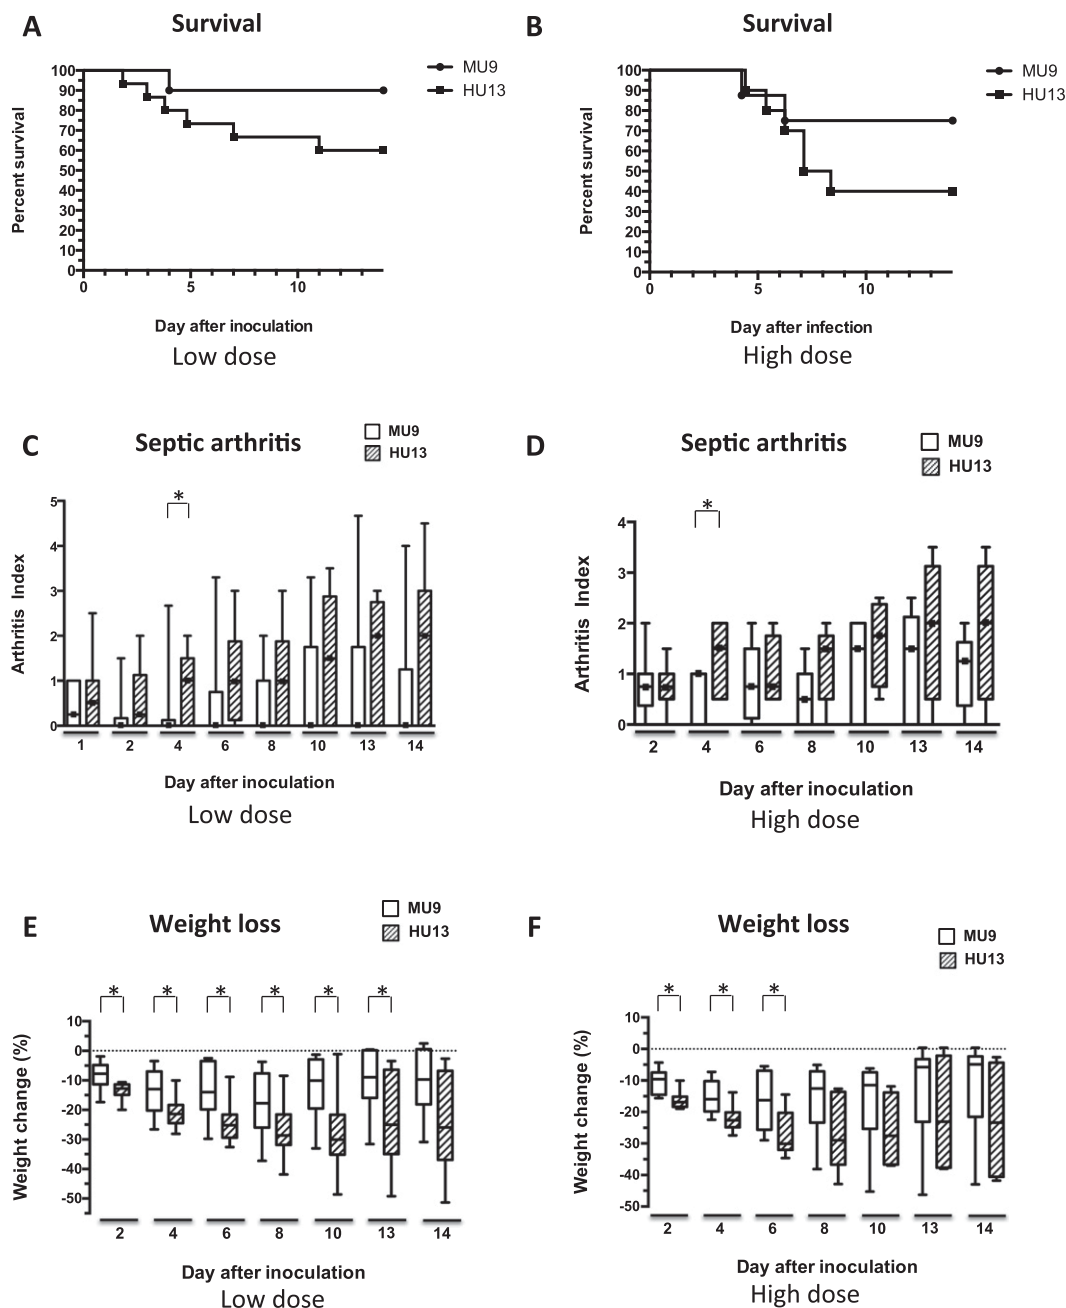 A
Survival
MU9
HU13
100
90
80
70
60
50
40
30
20
10
0
Percent survival
0 5 10
Day after inoculation
Low dose
B
Survival
MU9
HU13
100
90
80
70
60
50
40
30
20
10
0
Percent survival
0 5 10
Day after infection
High dose
C
Septic arthritis
MU9
HU13
*
5
4
3
2
1
0
Arthritis Index
1 2 4 6 8 10 13 14
Day after inoculation
Low dose
D
Septic arthritis
MU9
HU13
*
4
3
2
1
0
Arthritis Index
2 4 6 8 10 13 14
Day after inoculation
High dose
E
Weight loss
MU9
HU13
* * * * * *
10
0
-10
-20
-30
-40
-50
Weight change (%)
2 4 6 8 10 13 14
Day after inoculation
Low dose
F
Weight loss
MU9
HU13
* * *
10
0
-10
-20
-30
-40
-50
Weight change (%)
2 4 6 8 10 13 14
Day after inoculation
High dose